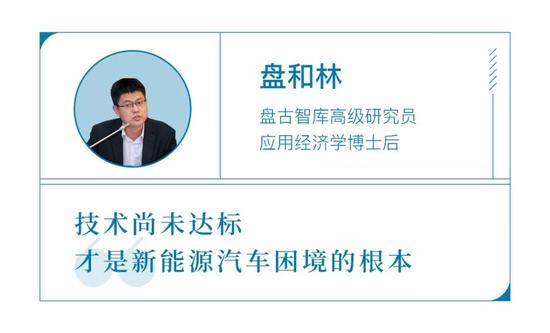 盘和林
盘古智库高级研究员
应用经济学博士后
技术尚未达标
才是新能源汽车困境的根本